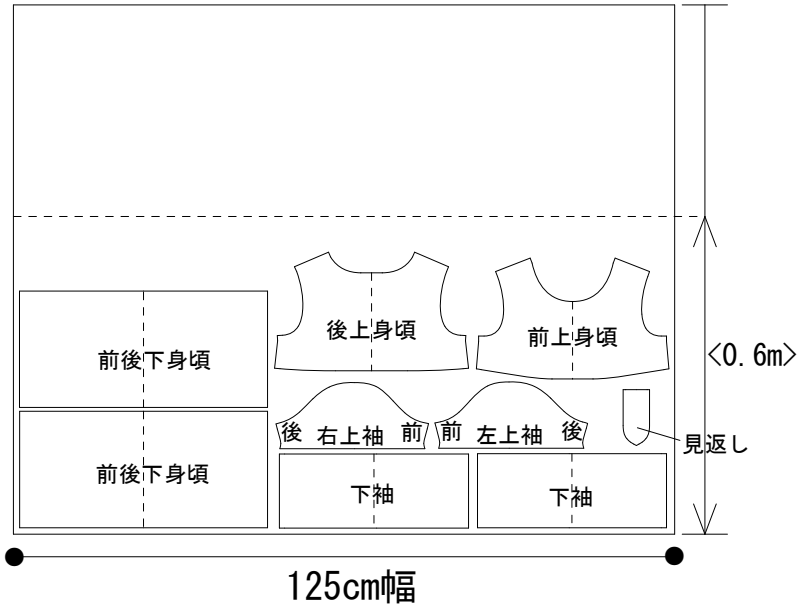 後上身頃
前上身頃
前後下身頃
<0.6m>
後 右上袖 前
前 左上袖 後
見返し
前後下身頃
下袖
下袖
125cm幅